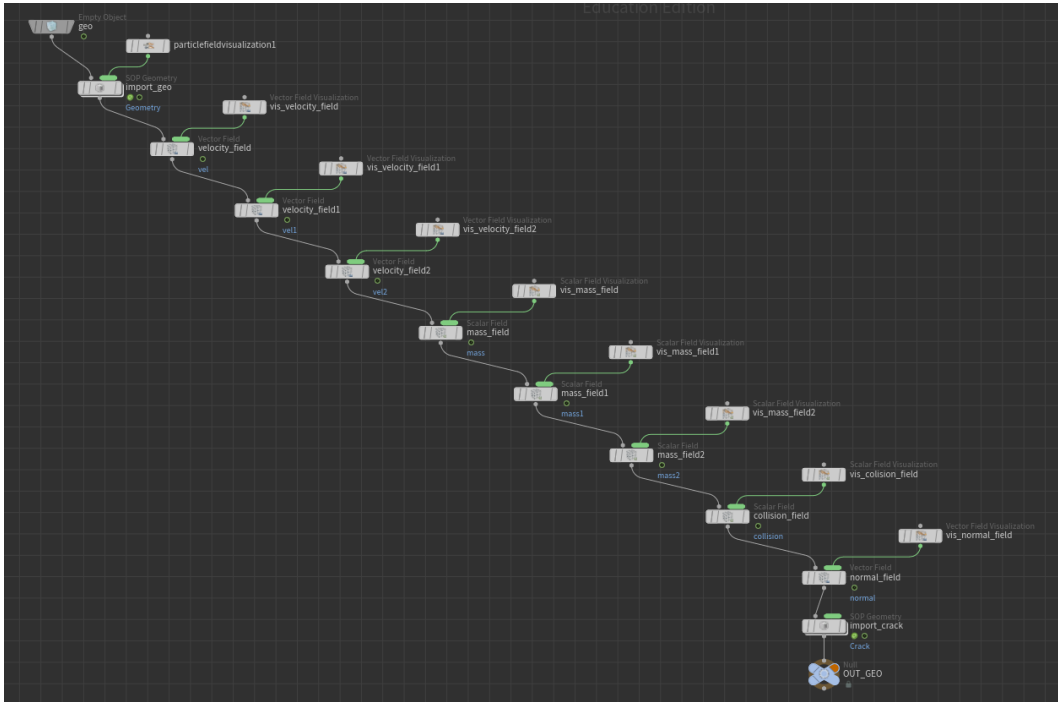 Education Edition
Empty Object
geo
particlefieldvisualization1
SOP Geometry
import_geo
Geometry
Vector Field Visualization
vis_velocity_field
Vector Field
velocity_field
vel
Vector Field Visualization
vis_velocity_field1
Vector Field
velocity_field1
vel1
Vector Field Visualization
vis_velocity_field2
Vector Field
velocity_field2
vel2
Scalar Field Visualization
vis_mass_field
Scalar Field
mass_field
mass
Scalar Field Visualization
vis_mass_field1
Scalar Field
mass_field1
mass1
Scalar Field Visualization
vis_mass_field2
Scalar Field
mass_field2
mass2
Scalar Field Visualization
vis_colision_field
Scalar Field
collision_field
collision
Vector Field Visualization
vis_normal_field
Vector Field
normal_field
normal
SOP Geometry
import_crack
Crack
Null
OUT_GEO